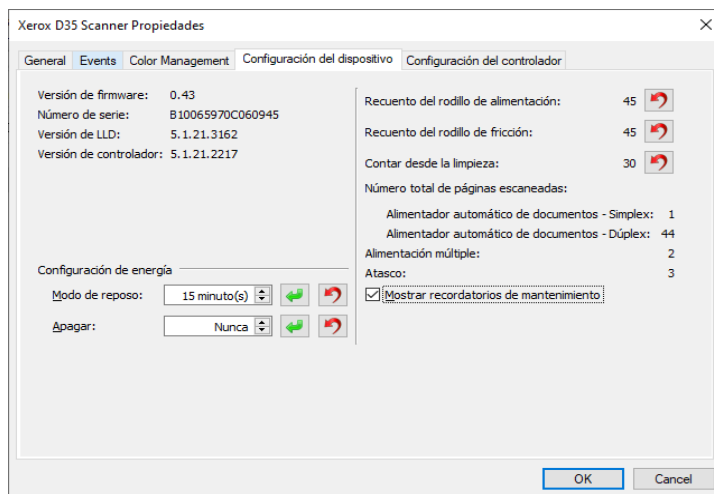 Xerox D35 Scanner Propiedades
General Events Color Management Configuración del dispositivo Configuración del controlador
Versión de firmware: 0.43
Número de serie: B10065970C060945
Versión de LLD: 5.1.21.3162
Versión de controlador: 5.1.21.2217
Configuración de energía
Modo de reposo: 15 minuto(s)
Apagar: Nunca
Recuento del rodillo de alimentación: 45
Recuento del rodillo de fricción: 45
Contar desde la limpieza: 30
Número total de páginas escaneadas:
Alimentador automático de documentos - Simplex: 1
Alimentador automático de documentos - Dúplex: 44
Alimentación múltiple: 2
Atasco: 3
Mostrar recordatorios de mantenimiento
OK Cancel